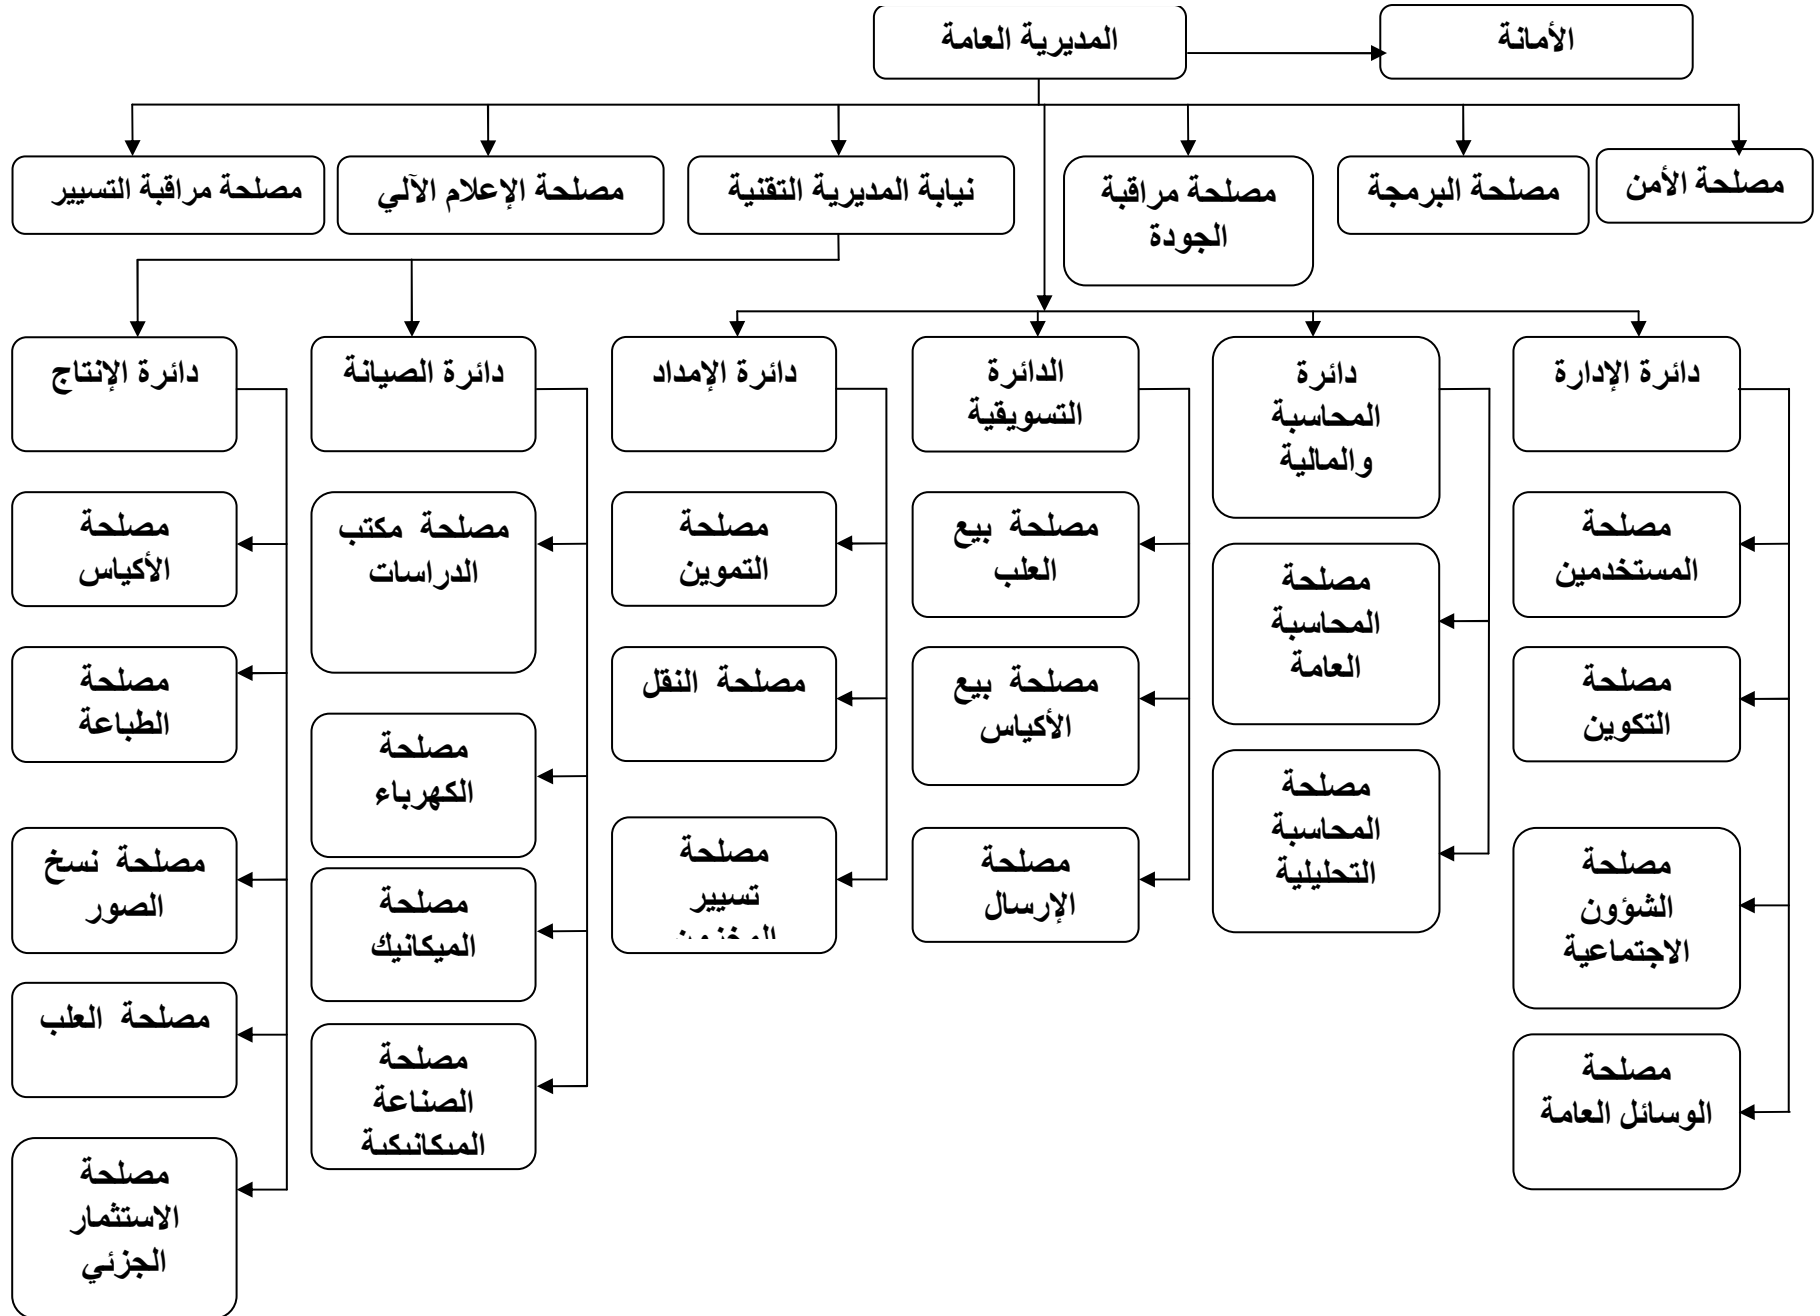 المديرية العامة
الأمانة
مصلحة الأمن
مصلحة البرمجة
مصلحة مراقبة
الجودة
نيابة المديرية التقنية
مصلحة الإعلام الآلي
مصلحة مراقبة التسيير
دائرة الإدارة
دائرة
المحاسبة
والمالية
الدائرة
التسويقية
دائرة الإمداد
دائرة الصيانة
دائرة الإنتاج
مصلحة
المستخدمين
مصلحة
التكوين
مصلحة
الشؤون
الاجتماعية
مصلحة
الوسائل العامة
مصلحة
المحاسبة
العامة
مصلحة
المحاسبة
التحليلية
مصلحة بيع
العلب
مصلحة بيع
الأكياس
مصلحة
الإرسال
مصلحة
التموين
مصلحة النقل
مصلحة
تسيير
مصلحة مكتب
الدراسات
مصلحة
الكهرباء
مصلحة
الميكانيك
مصلحة
الصناعة
الميكانيكية
مصلحة
الأكياس
مصلحة
الطباعة
مصلحة نسخ
الصور
مصلحة العلب
مصلحة
الاستثمار
الجزئي